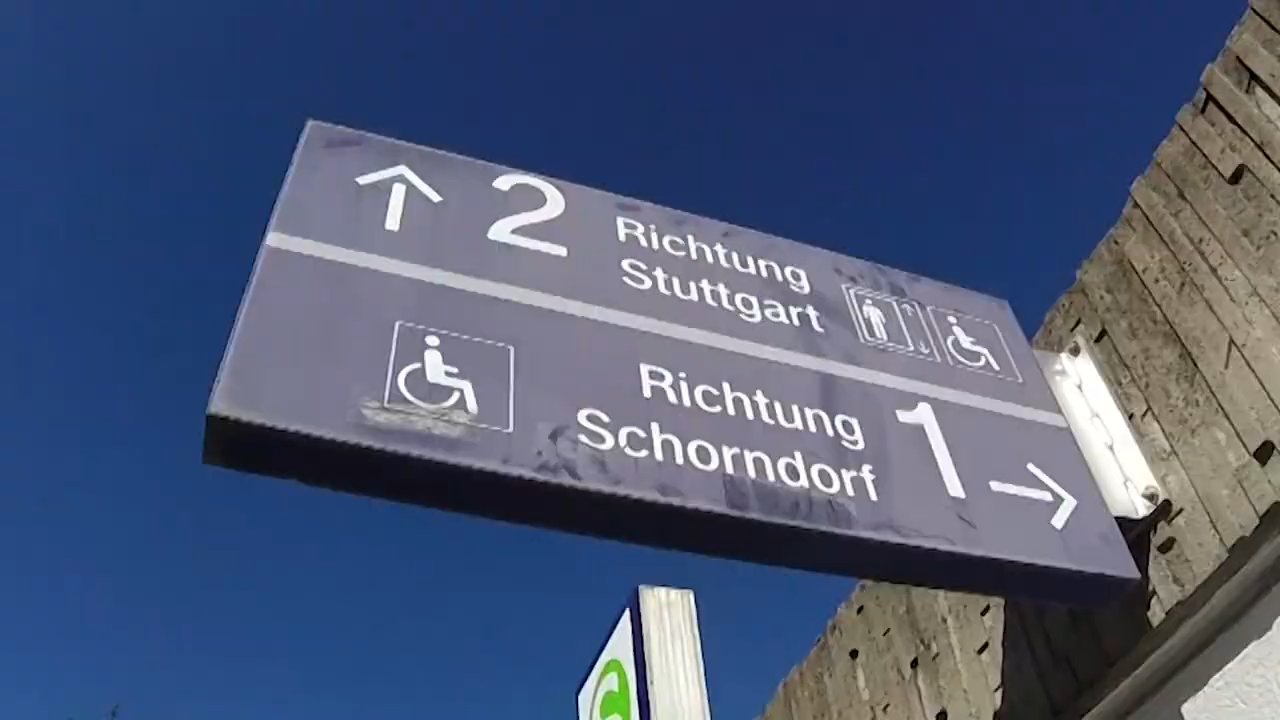 ↑ 2 Richtung
Stuttgart
Richtung 1 →
Schorndorf